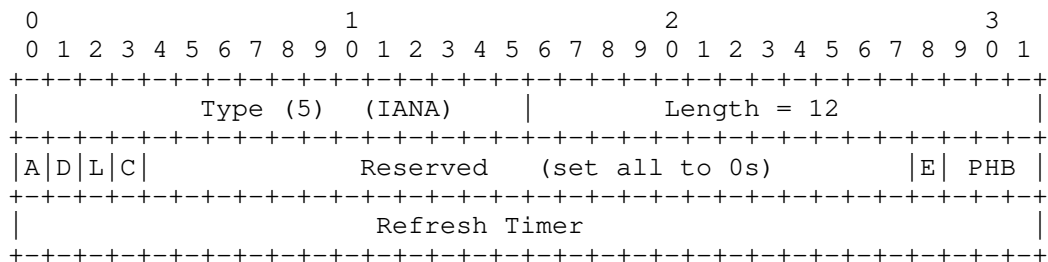 0                   1                   2                   3
 0 1 2 3 4 5 6 7 8 9 0 1 2 3 4 5 6 7 8 9 0 1 2 3 4 5 6 7 8 9 0 1
+-+-+-+-+-+-+-+-+-+-+-+-+-+-+-+-+-+-+-+-+-+-+-+-+-+-+-+-+-+-+-+-+
|           Type (5)  (IANA)    |        Length = 12            |
+-+-+-+-+-+-+-+-+-+-+-+-+-+-+-+-+-+-+-+-+-+-+-+-+-+-+-+-+-+-+-+-+
|A|D|L|C|             Reserved   (set all to 0s)        |E| PHB |
+-+-+-+-+-+-+-+-+-+-+-+-+-+-+-+-+-+-+-+-+-+-+-+-+-+-+-+-+-+-+-+-+
|                      Refresh Timer                            |
+-+-+-+-+-+-+-+-+-+-+-+-+-+-+-+-+-+-+-+-+-+-+-+-+-+-+-+-+-+-+-+-+